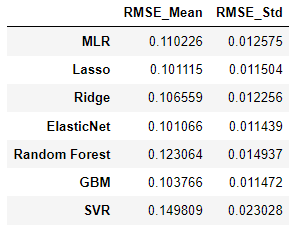 RMSE_Mean RMSE_Std
MLR 0.110226 0.012575
Lasso 0.101115 0.011504
Ridge 0.106559 0.012256
ElasticNet 0.101066 0.011439
Random Forest 0.123064 0.014937
GBM 0.103766 0.011472
SVR 0.149809 0.023028